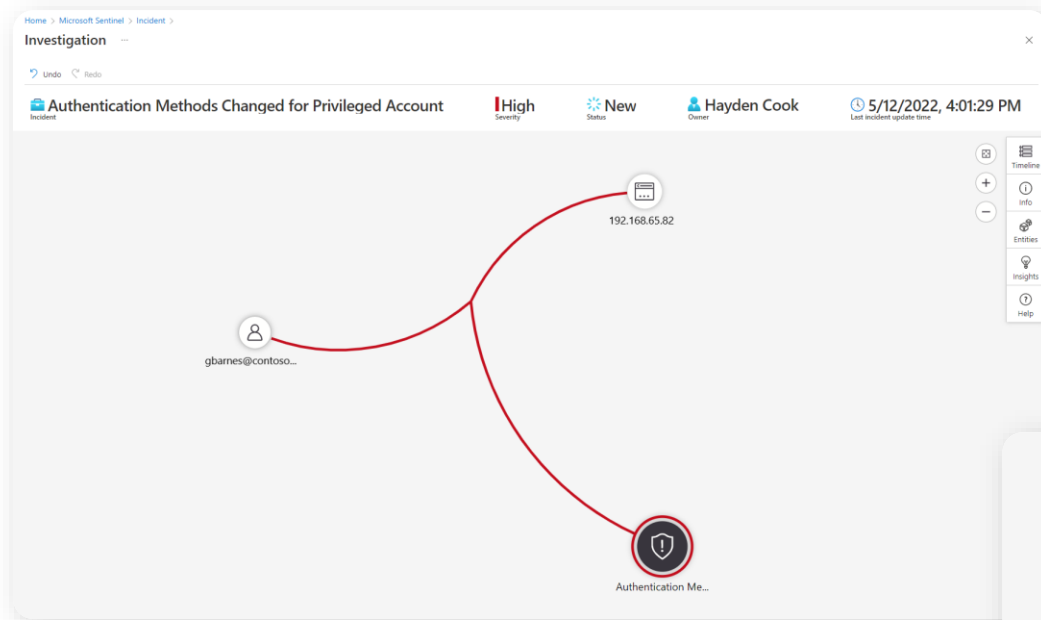 Home > Microsoft Sentinel > Incident >
Investigation ...
Undo Redo
Authentication Methods Changed for Privileged Account High New Hayden Cook 5/12/2022, 4:01:29 PM
Incident Severity Status Owner Last incident update time
Timeline
Info
192.168.65.82
Entities
Insights
Help
gbarnes@contoso...
Authentication Me...